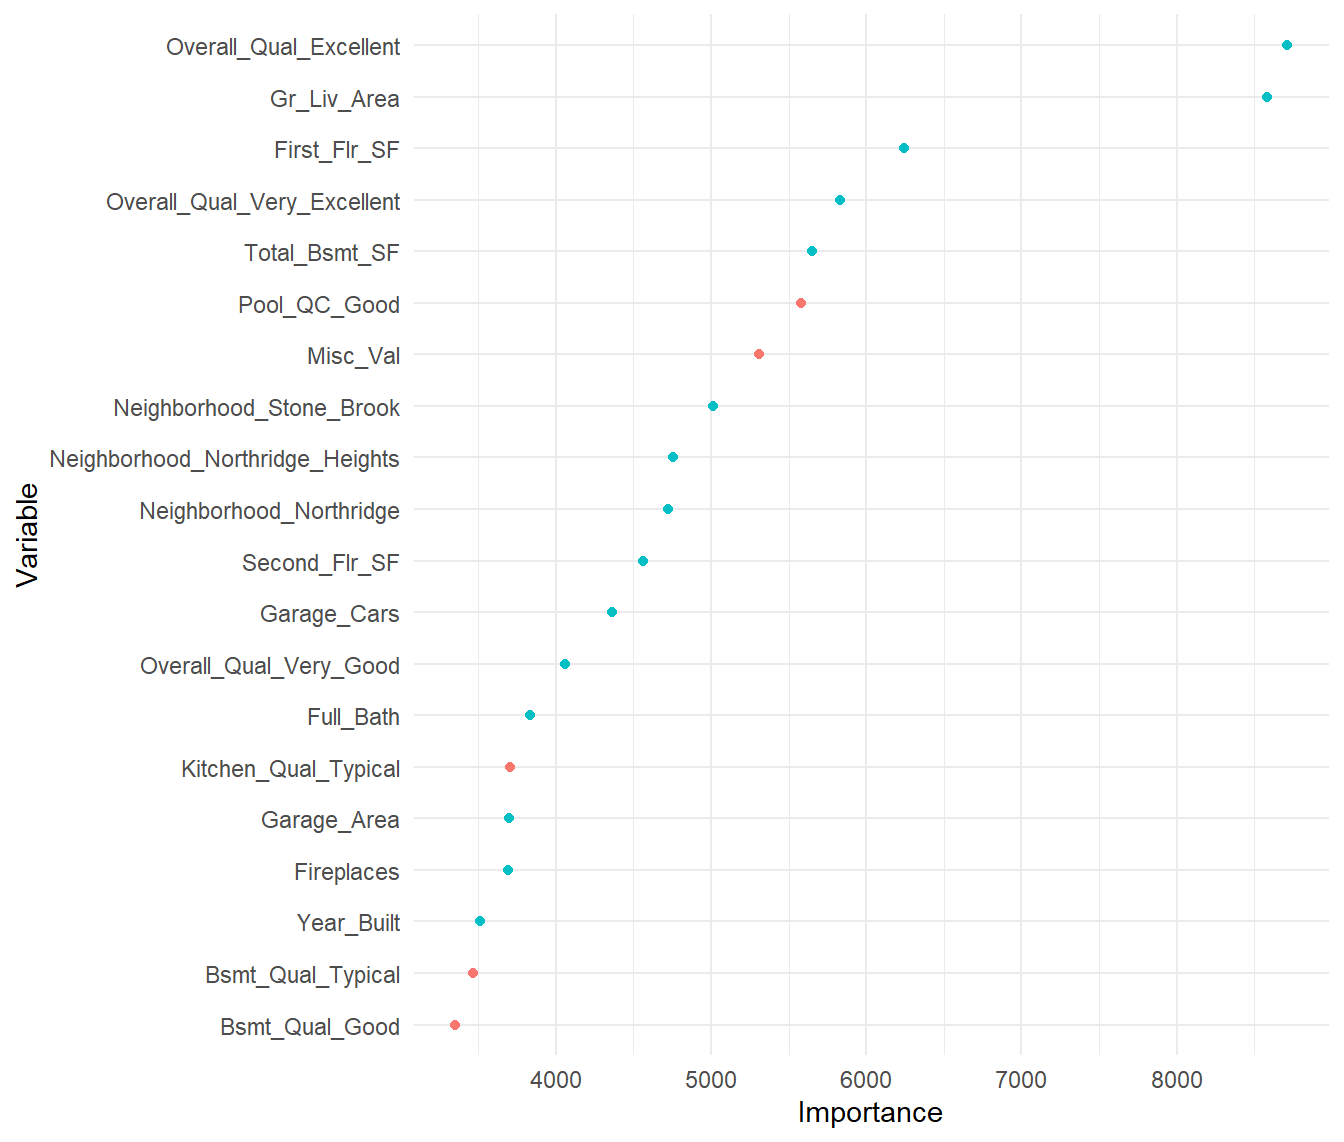 Overall_Qual_Excellent
Gr_Liv_Area
First_Flr_SF
Overall_Qual_Very_Excellent
Total_Bsmt_SF
Pool_QC_Good
Misc_Val
Neighborhood_Stone_Brook
Neighborhood_Northridge_Heights
Neighborhood_Northridge
Second_Flr_SF
Garage_Cars
Overall_Qual_Very_Good
Full_Bath
Kitchen_Qual_Typical
Garage_Area
Fireplaces
Year_Built
Bsmt_Qual_Typical
Bsmt_Qual_Good
Variable
4000 5000 6000 7000 8000
Importance